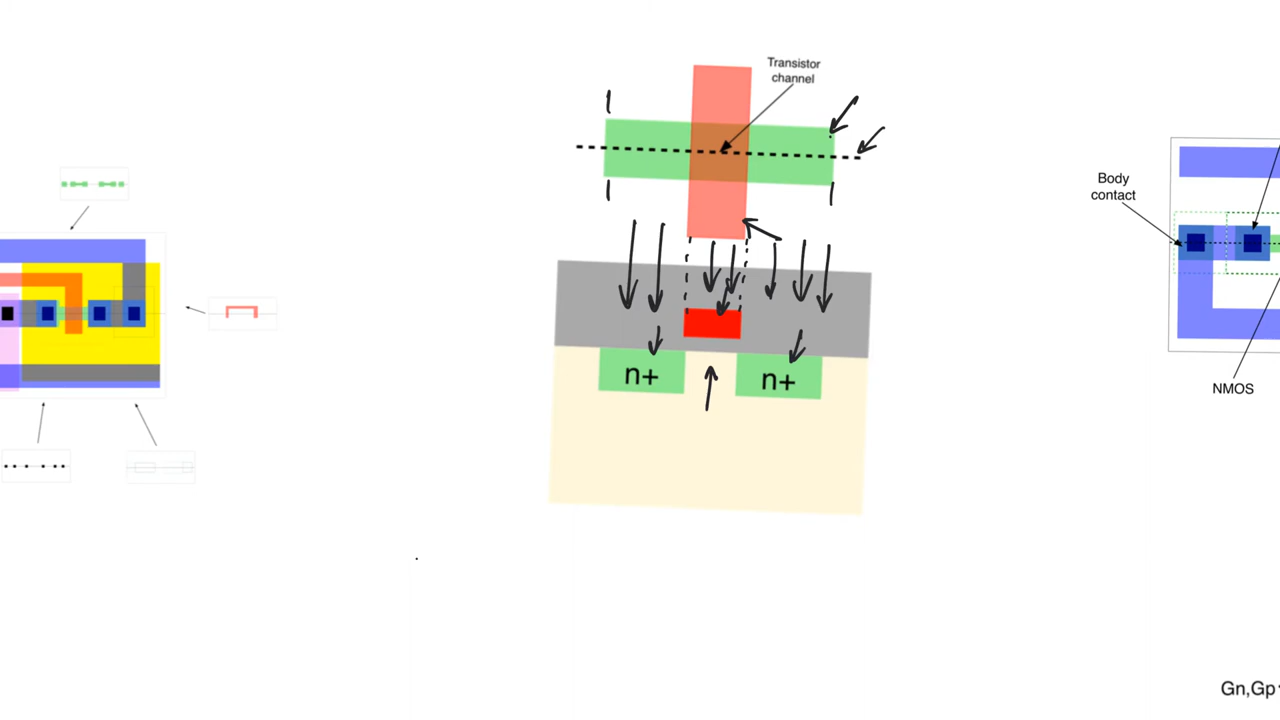 Transistor
channel
Body
contact
n+
n+
NMOS
Gn,Gp